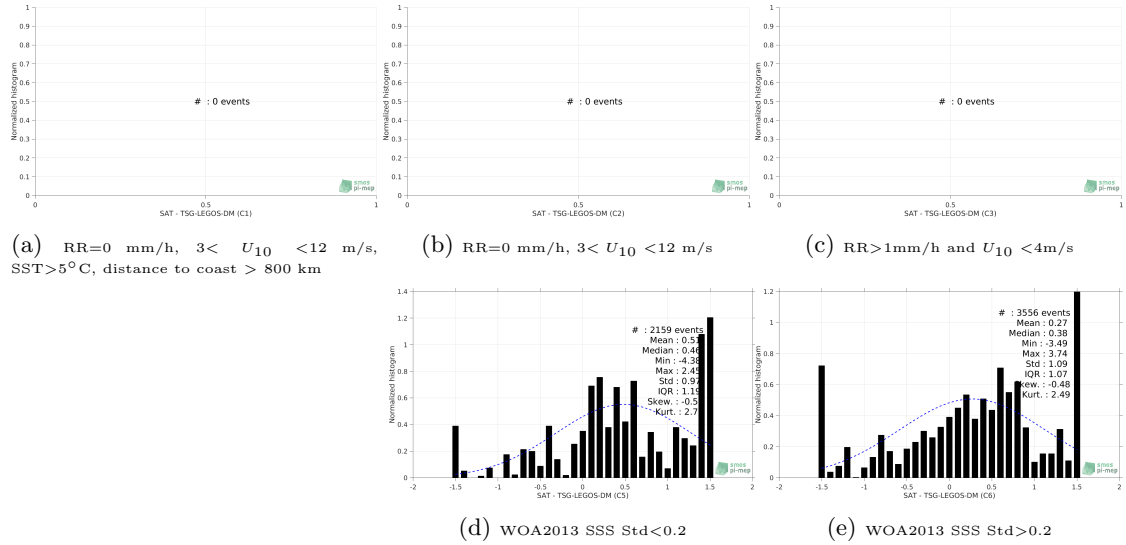 1
0.9
0.8
0.7
0.6
0.5
0.4
0.3
0.2
0.1
0
Normalized histogram
# : 0 events
smos
pi-mep
0 0.5 1
SAT - TSG-LEGOS-DM (C1)
(a) RR=0 mm/h, 3< U10 <12 m/s,
SST>5°C, distance to coast > 800 km
1
0.9
0.8
0.7
0.6
0.5
0.4
0.3
0.2
0.1
0
Normalized histogram
# : 0 events
smos
pi-mep
0 0.5 1
SAT - TSG-LEGOS-DM (C2)
(b) RR=0 mm/h, 3< U10 <12 m/s
1
0.9
0.8
0.7
0.6
0.5
0.4
0.3
0.2
0.1
0
Normalized histogram
# : 0 events
smos
pi-mep
0 0.5 1
SAT - TSG-LEGOS-DM (C3)
(c) RR>1mm/h and U10 <4m/s
1.4
1.2
1
0.8
0.6
0.4
0.2
0
Normalized histogram
# : 2159 events
Mean : 0.51
Median : 0.46
Min : -4.38
Max : 2.45
Std : 0.97
IQR : 1.19
Skew. : -0.5
Kurt. : 2.7
smos
pi-mep
-2 -1.5 -1 -0.5 0 0.5 1 1.5 2
SAT - TSG-LEGOS-DM (C5)
(d) WOA2013 SSS Std<0.2
1.2
1
0.8
0.6
0.4
0.2
0
Normalized histogram
# : 3556 events
Mean : 0.27
Median : 0.38
Min : -3.49
Max : 3.74
Std : 1.09
IQR : 1.07
Skew. : -0.48
Kurt. : 2.49
smos
pi-mep
-2 -1.5 -1 -0.5 0 0.5 1 1.5 2
SAT - TSG-LEGOS-DM (C6)
(e) WOA2013 SSS Std>0.2